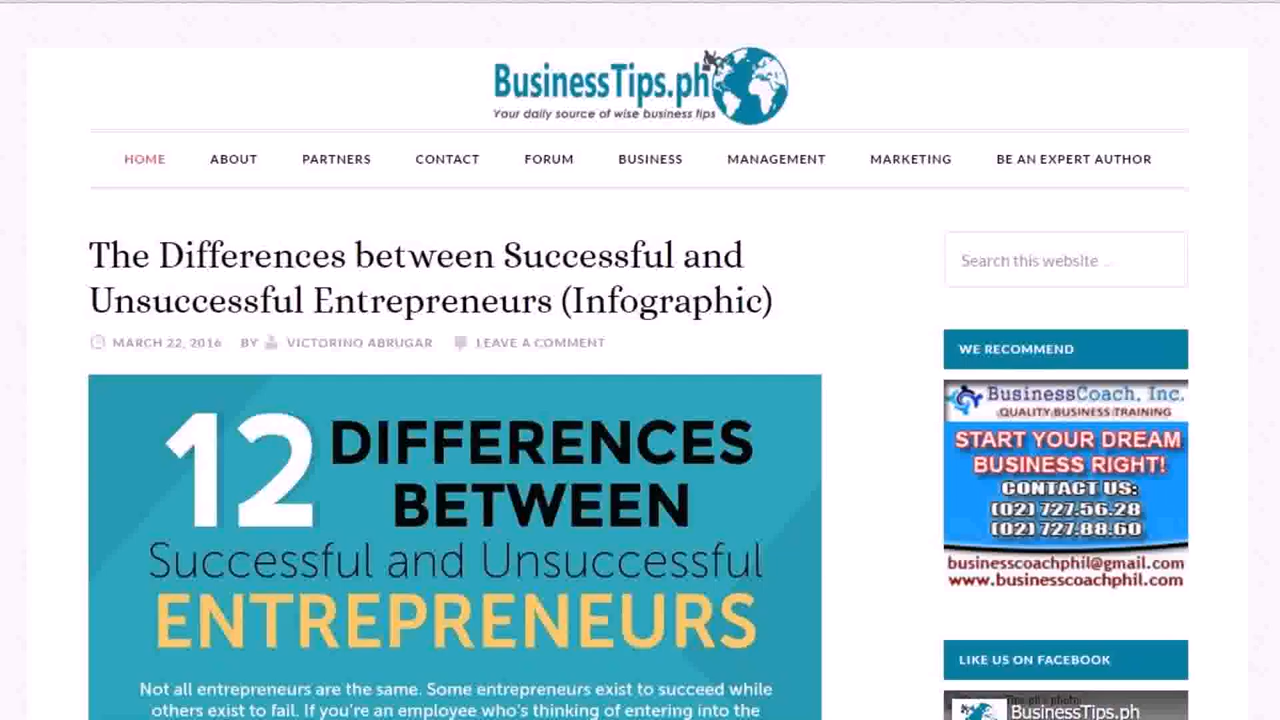 BusinessTips.ph
Your daily source of wise business tips
HOME ABOUT PARTNERS CONTACT FORUM BUSINESS MANAGEMENT MARKETING BE AN EXPERT AUTHOR
The Differences between Successful and
Unsuccessful Entrepreneurs (Infographic)
MARCH 22, 2016 BY VICTORINO ABRUGAR LEAVE A COMMENT
12 DIFFERENCES
BETWEEN
Successful and Unsuccessful
ENTREPRENEURS
Not all entrepreneurs are the same. Some entrepreneurs exist to succeed while
others exist to fail. If you're an employee who's thinking of entering into the
Search this website ...
WE RECOMMEND
BusinessCoach, Inc.
QUALITY BUSINESS TRAINING
START YOUR DREAM
BUSINESS RIGHT!
CONTACT US:
(02) 727.56.28
(02) 727.88.60
businesscoachphil@gmail.com
www.businesscoachphil.com
LIKE US ON FACEBOOK
BusinessTips.ph